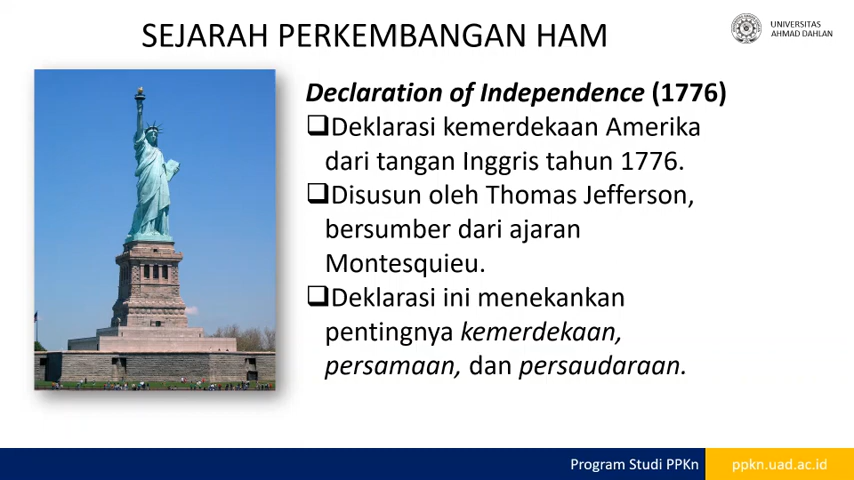 SEJARAH PERKEMBANGAN HAM
UNIVERSITAS
AHMAD DAHLAN
Declaration of Independence (1776)
❑Deklarasi kemerdekaan Amerika
dari tangan Inggris tahun 1776.
❑Disusun oleh Thomas Jefferson,
bersumber dari ajaran
Montesquieu.
❑Deklarasi ini menekankan
pentingnya kemerdekaan,
persamaan, dan persaudaraan.
Program Studi PPKn
ppkn.uad.ac.id